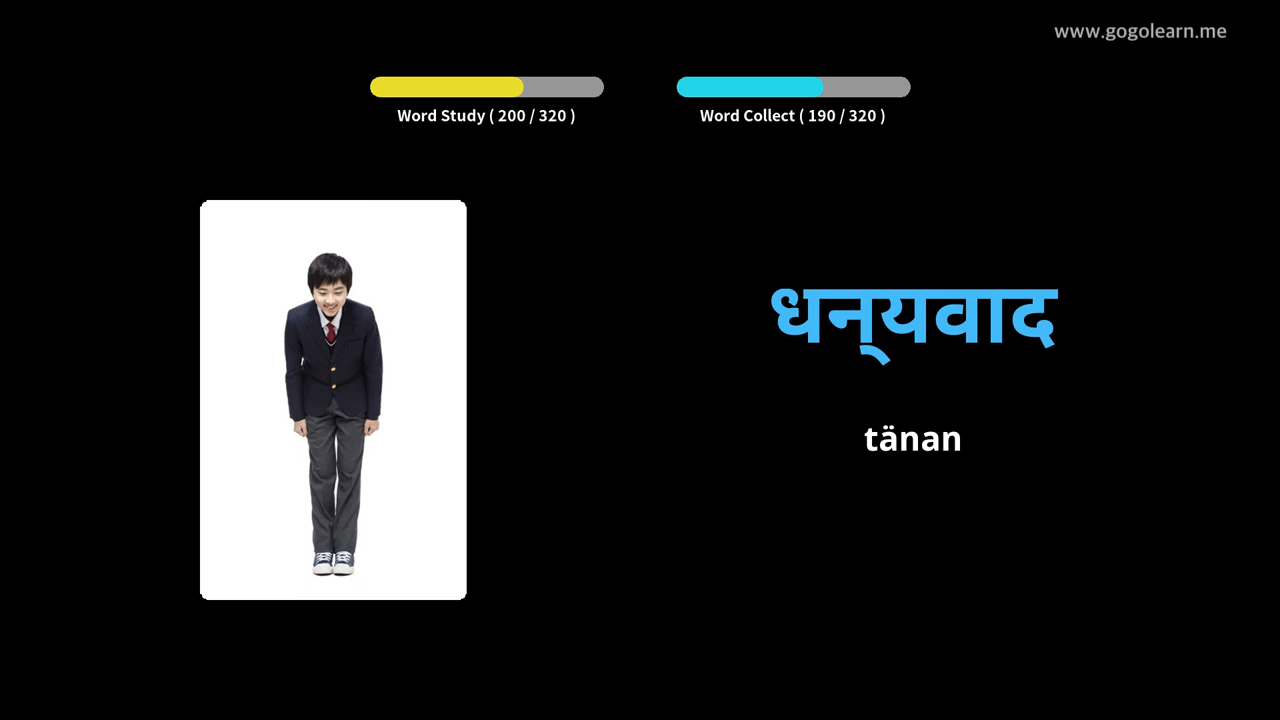 www.gogolearn.me
Word Study ( 200 / 320 )
Word Collect ( 190 / 320 )
धन्‌यवाद
tänan